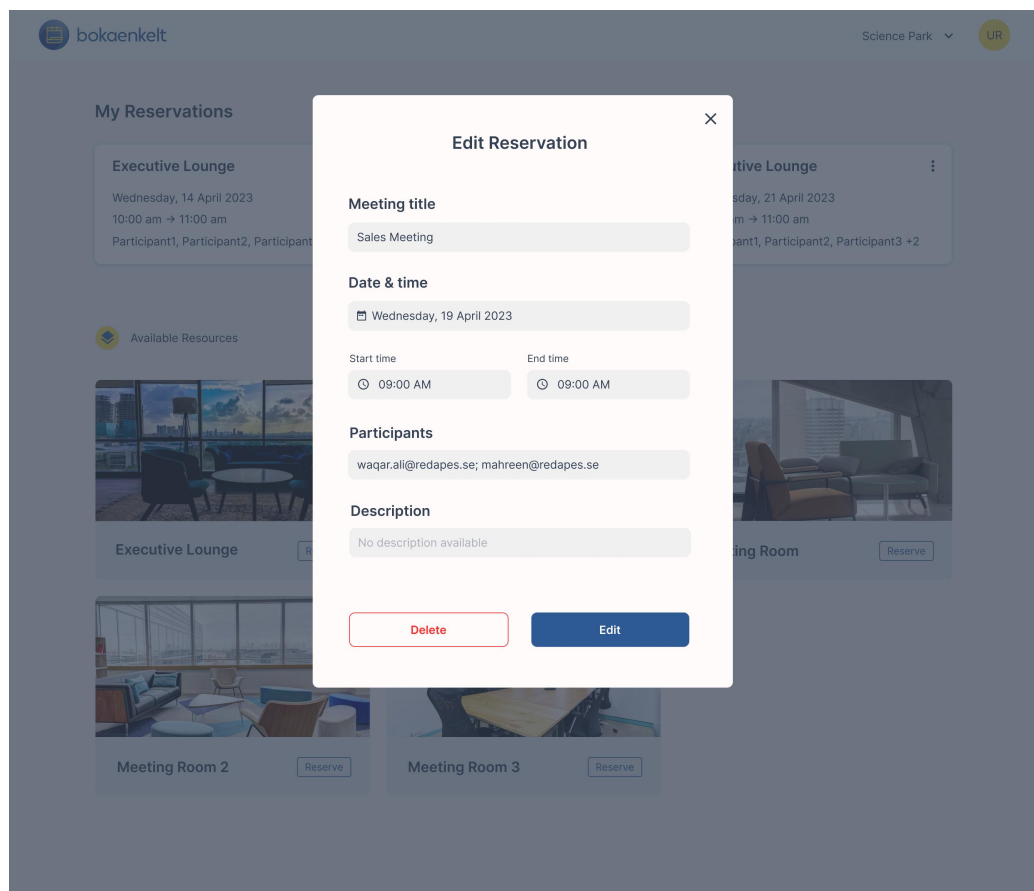 bokaenkelt
Science Park
UR
My Reservations
Executive Lounge
Wednesday, 14 April 2023
10:00 am → 11:00 am
Participant1, Participant2, Participant
utive Lounge
sday, 21 April 2023
m → 11:00 am
pant1, Participant2, Participant3 +2
Edit Reservation
Meeting title
Sales Meeting
Date & time
Wednesday, 19 April 2023
Start time
End time
09:00 AM
09:00 AM
Participants
waqar.ali@redapes.se; mahreen@redapes.se
Description
No description available
Delete
Edit
Available Resources
Executive Lounge
R
ing Room
Reserve
Meeting Room 2
Reserve
Meeting Room 3
Reserve